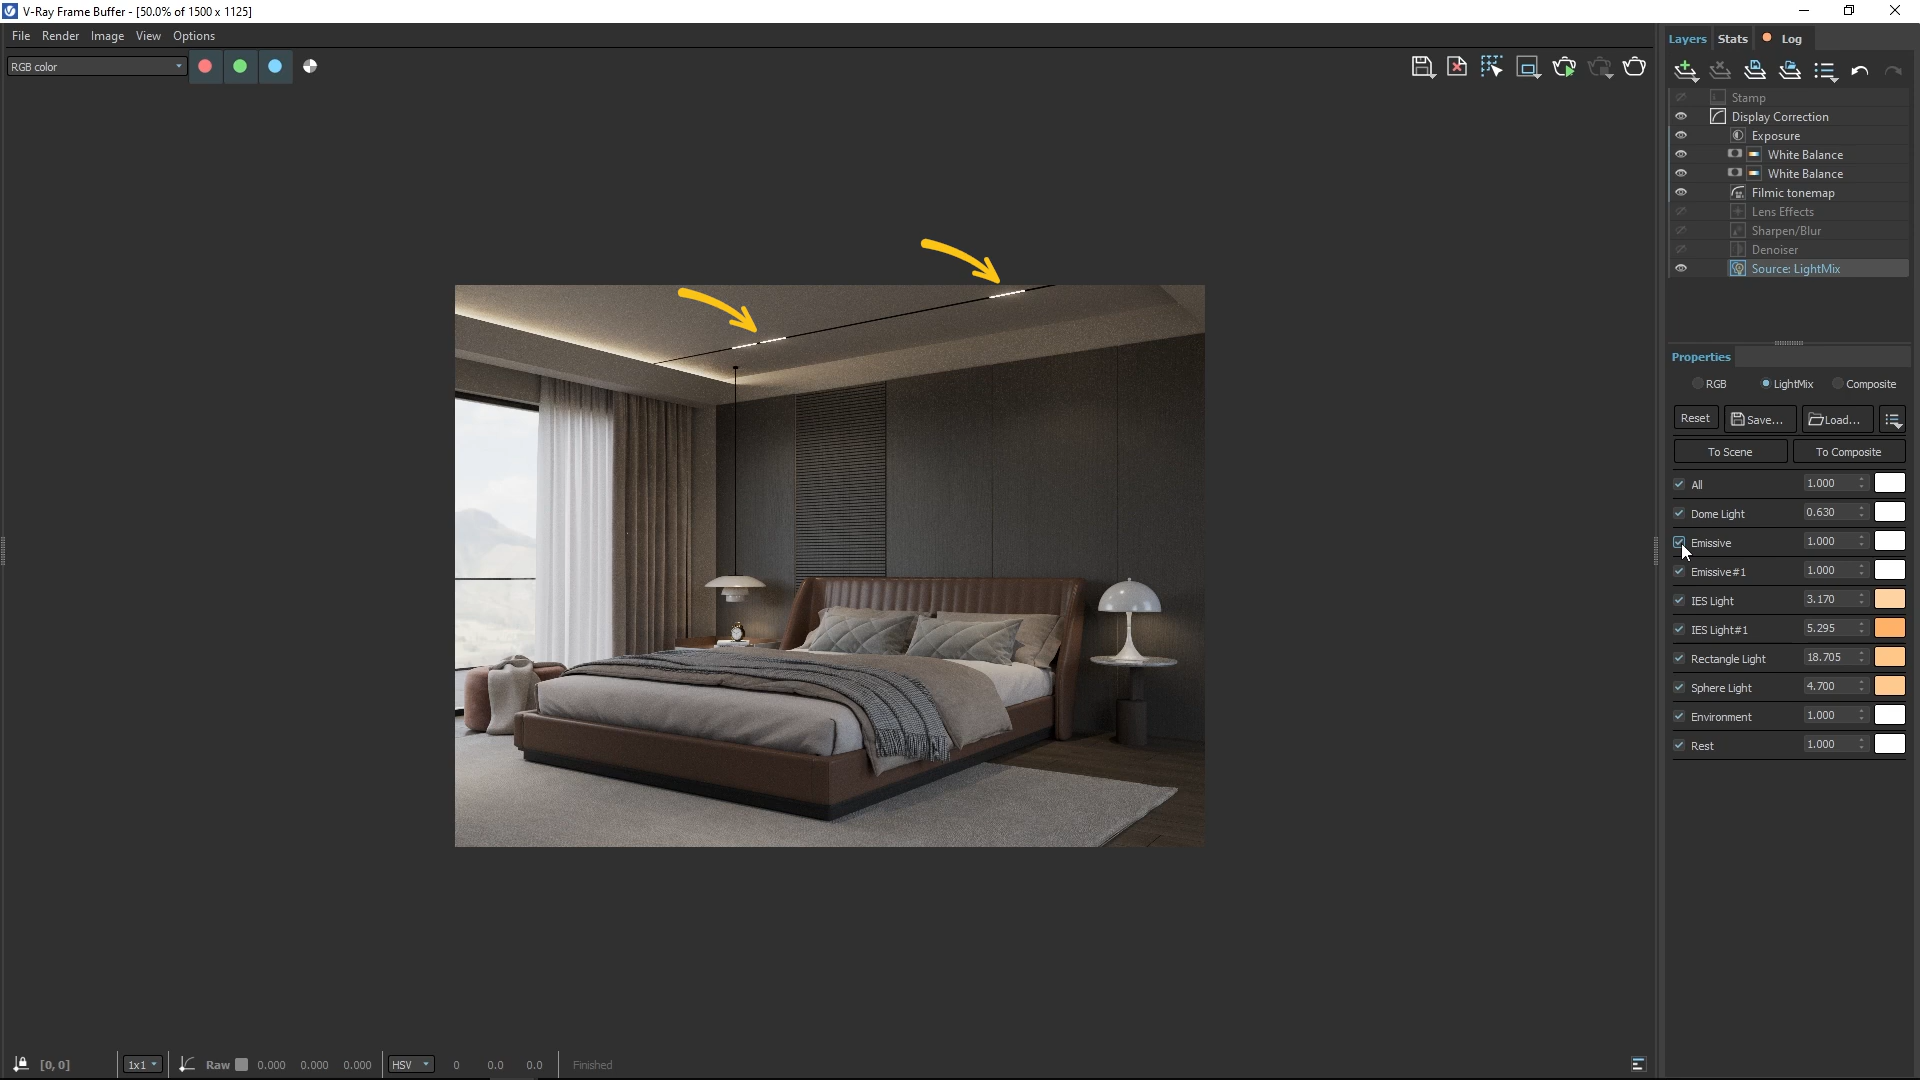 V-Ray Frame Buffer - [50.0% of 1500 x 1125]
File Render Image View Options
RGB color
Layers Stats Log
Stamp
Display Correction
Exposure
White Balance
White Balance
Filmic tonemap
Lens Effects
Sharpen/Blur
Denoiser
Source: LightMix
Properties
RGB LightMix Composite
Reset Save... Load...
To Scene To Composite
All 1.000
Dome Light 0.630
Emissive 1.000
Emissive#1 1.000
IES Light 3.170
IES Light#1 5.295
Rectangle Light 18.705
Sphere Light 4.700
Environment 1.000
Rest 1.000
[0, 0] 1x1 Raw 0.000 0.000 0.000 HSV 0 0.0 0.0 Finished